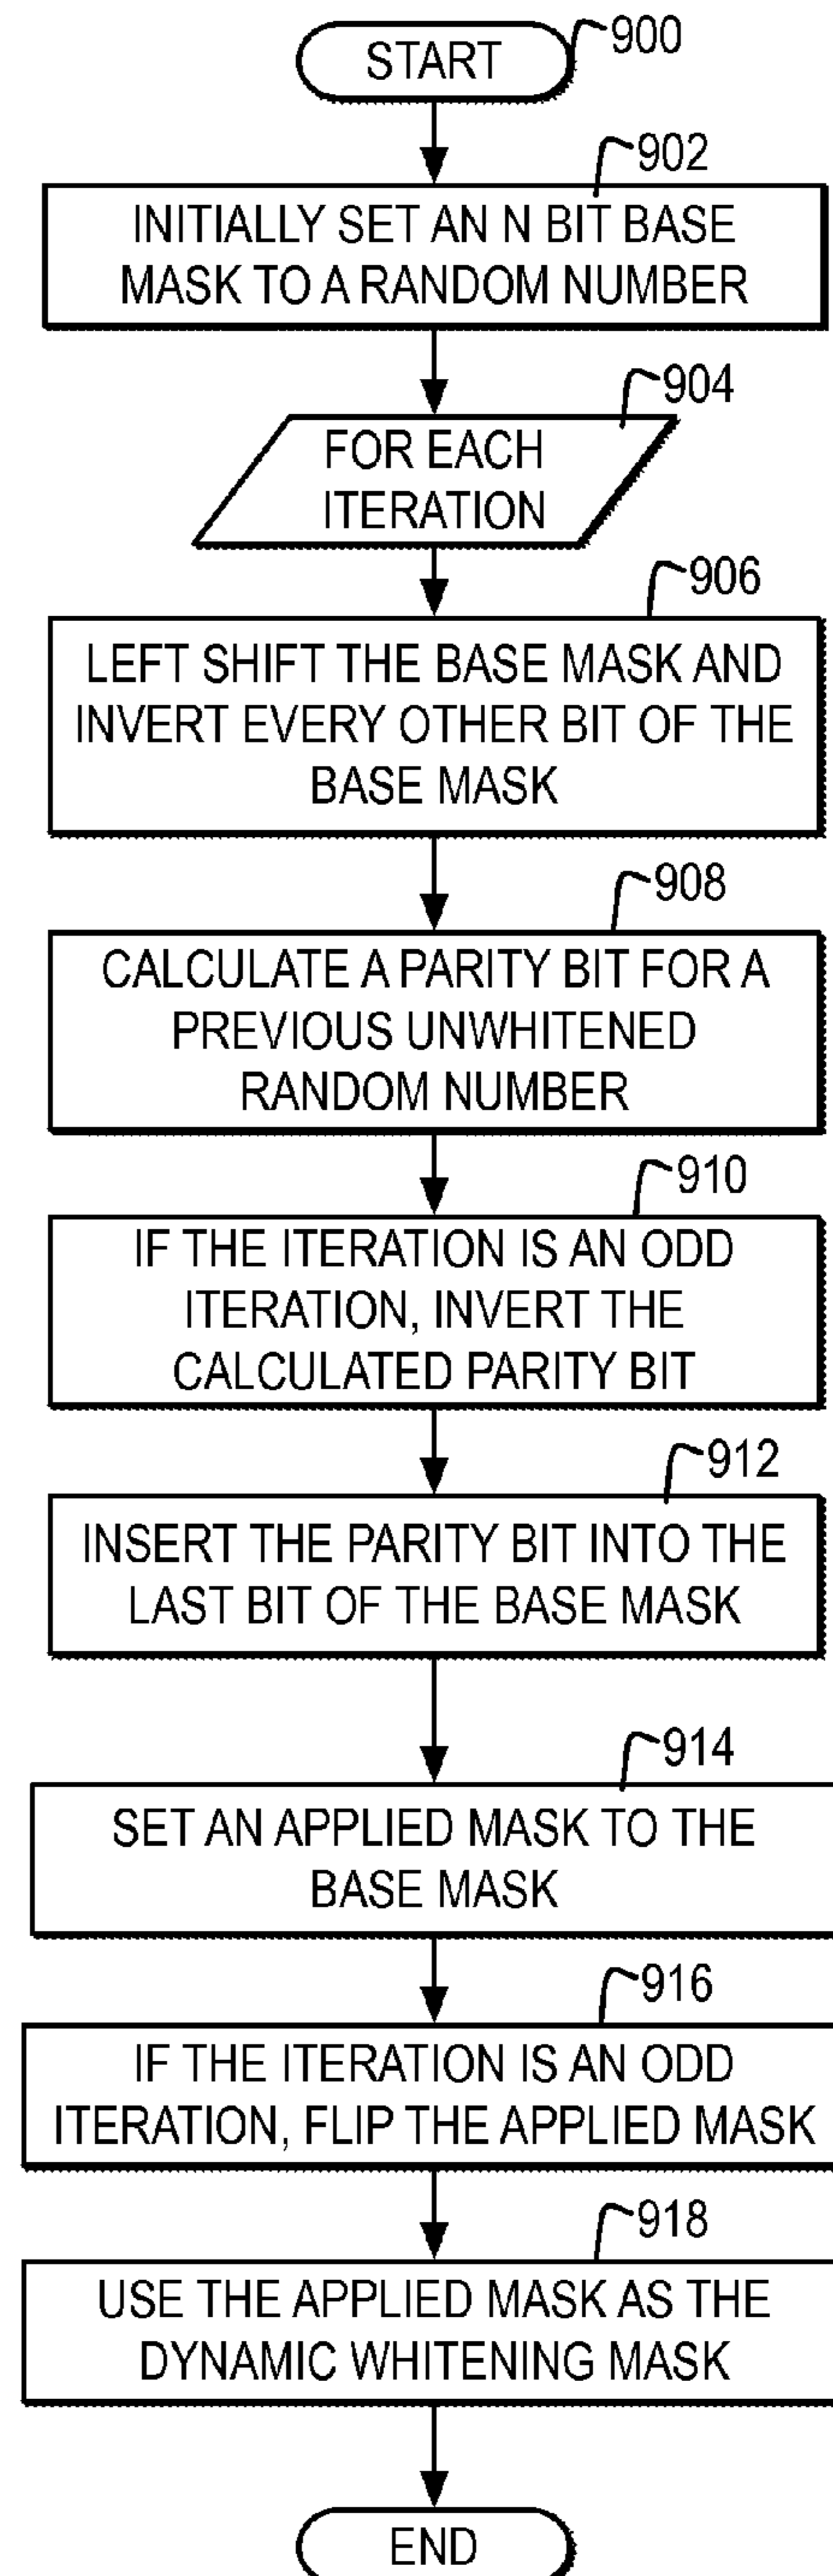 START
900
902
INITIALLY SET AN N BIT BASE
MASK TO A RANDOM NUMBER
904
FOR EACH
ITERATION
906
LEFT SHIFT THE BASE MASK AND
INVERT EVERY OTHER BIT OF THE
BASE MASK
908
CALCULATE A PARITY BIT FOR A
PREVIOUS UNWHITENED
RANDOM NUMBER
910
IF THE ITERATION IS AN ODD
ITERATION, INVERT THE
CALCULATED PARITY BIT
912
INSERT THE PARITY BIT INTO THE
LAST BIT OF THE BASE MASK
914
SET AN APPLIED MASK TO THE
BASE MASK
916
IF THE ITERATION IS AN ODD
ITERATION, FLIP THE APPLIED MASK
918
USE THE APPLIED MASK AS THE
DYNAMIC WHITENING MASK
END